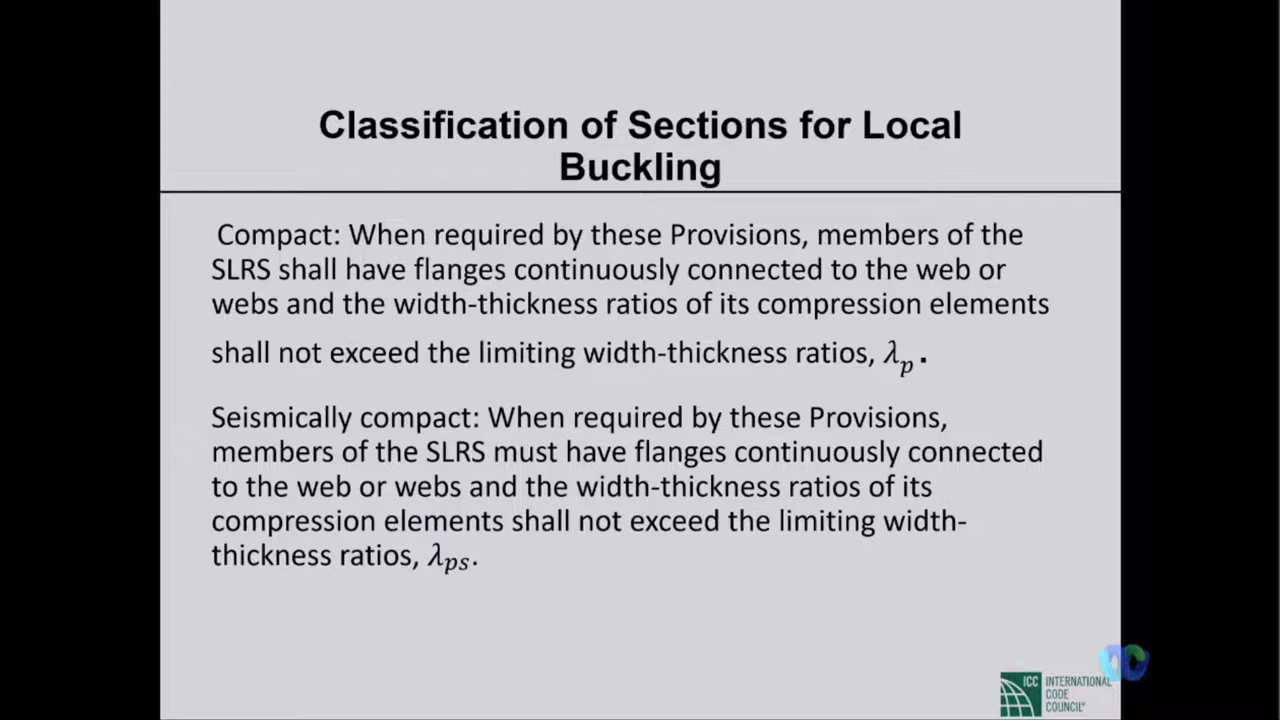 Classification of Sections for Local
Buckling
Compact: When required by these Provisions, members of the
SLRS shall have flanges continuously connected to the web or
webs and the width-thickness ratios of its compression elements
shall not exceed the limiting width-thickness ratios, λp.
Seismically compact: When required by these Provisions,
members of the SLRS must have flanges continuously connected
to the web or webs and the width-thickness ratios of its
compression elements shall not exceed the limiting width-
thickness ratios, λps.
ICC INTERNATIONAL
CODE
COUNCIL®